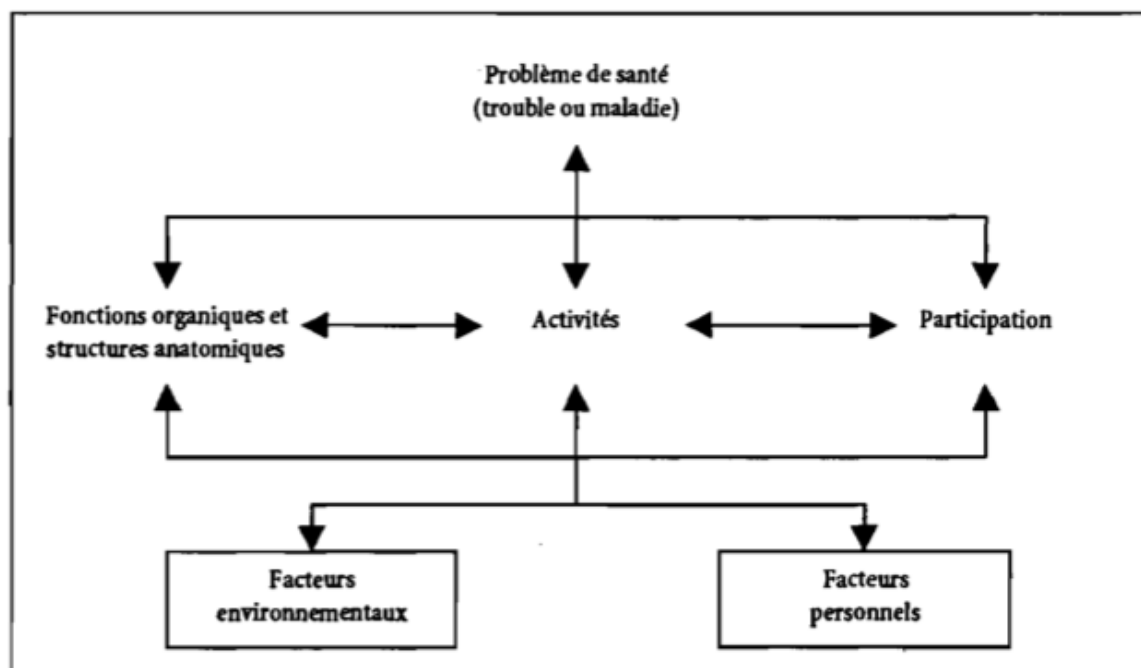 Problème de santé
(trouble ou maladie)
Fonctions organiques et
structures anatomiques
Activités
Participation
Facteurs
environnementaux
Facteurs
personnels